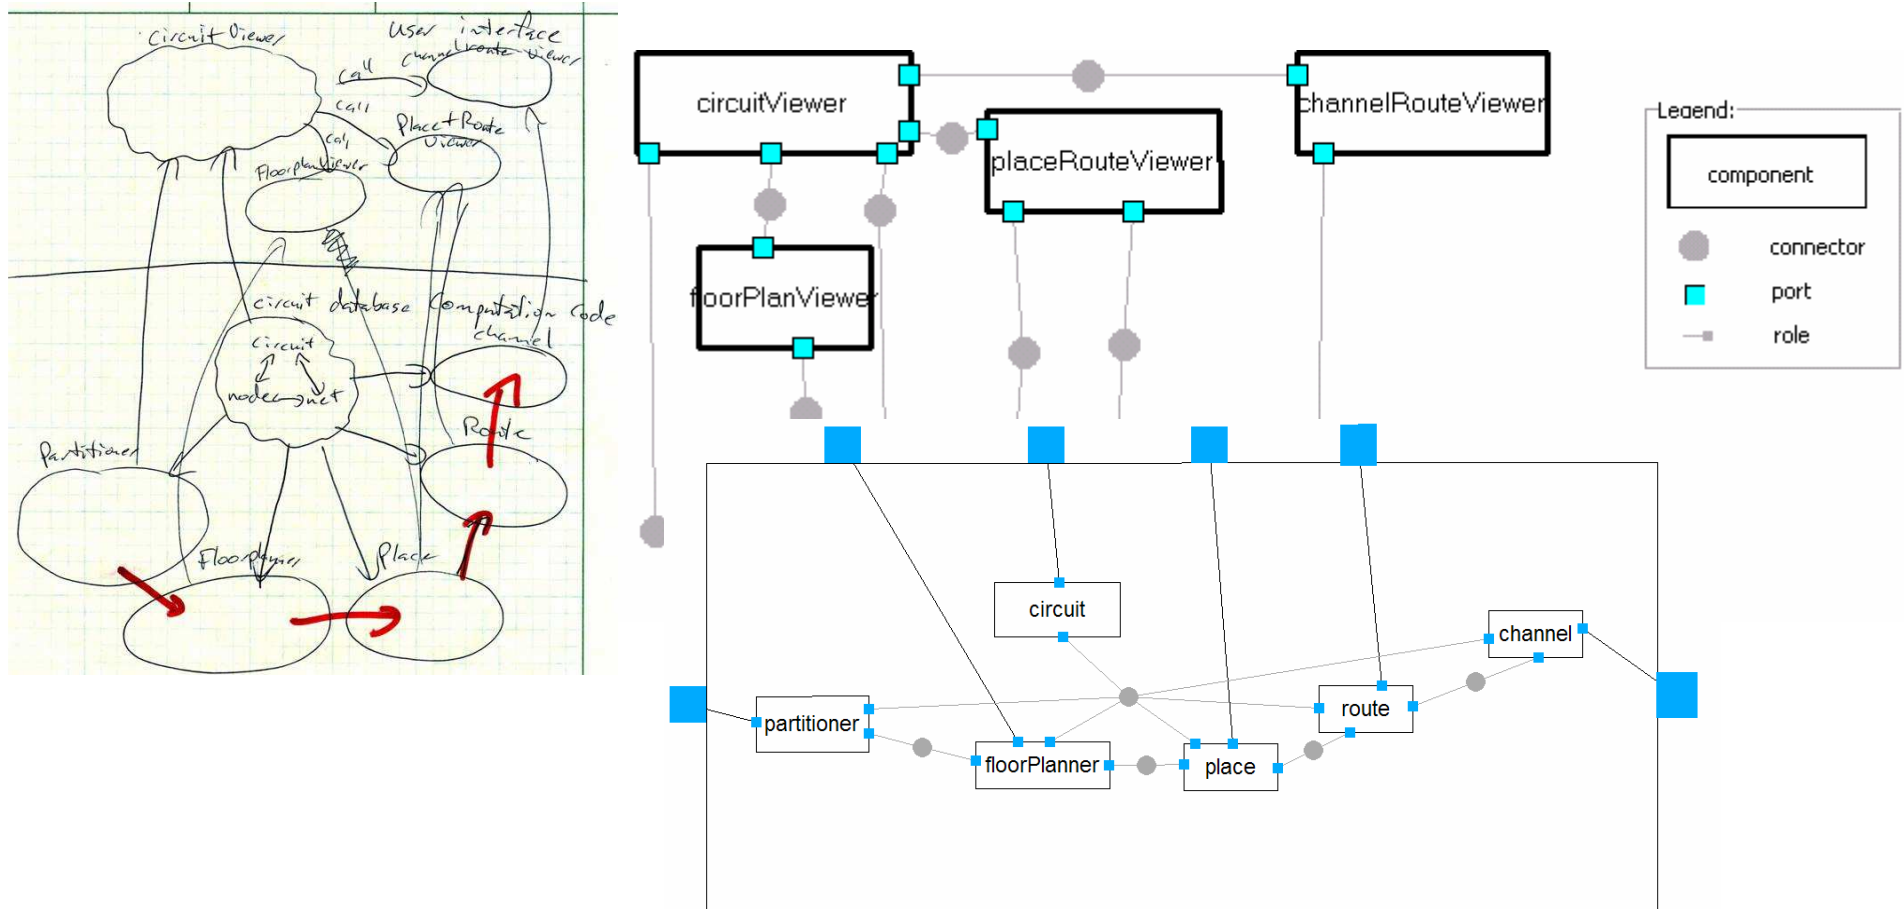 Circuit Viewer
User interface
channel route viewer
call
call
call
Place + Route
Viewer
Floorplan Viewer
circuit database
Computation Code
channel
circuit
node
net
Route
Partitioner
Floorplanner
Place
circuitViewer
channelRouteViewer
placeRouteViewer
floorPlanViewer
Legend:
component
connector
port
role
circuit
channel
partitioner
route
floorPlanner
place